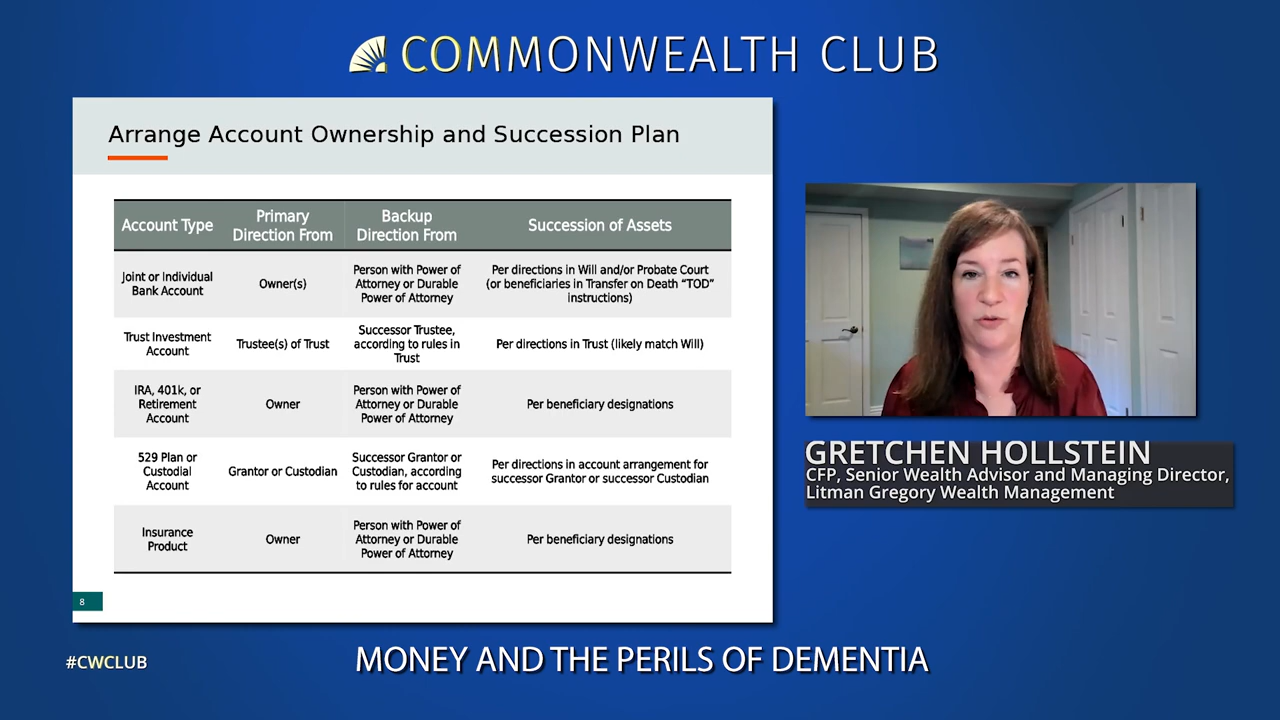 COMMONWEALTH CLUB
Arrange Account Ownership and Succession Plan
Account Type
Primary
Direction From
Backup
Direction From
Succession of Assets
Joint or Individual
Bank Account
Owner(s)
Person with Power of
Attorney or Durable
Power of Attorney
Per directions in Will and/or Probate Court
(or beneficiaries in Transfer on Death “TOD”
instructions)
Trust Investment
Account
Trustee(s) of Trust
Successor Trustee,
according to rules in
Trust
Per directions in Trust (likely match Will)
IRA, 401k, or
Retirement
Account
Owner
Person with Power of
Attorney or Durable
Power of Attorney
Per beneficiary designations
529 Plan or
Custodial
Account
Grantor or Custodian
Successor Grantor or
Custodian, according
to rules for account
Per directions in account arrangement for
successor Grantor or successor Custodian
Insurance
Product
Owner
Person with Power of
Attorney or Durable
Power of Attorney
Per beneficiary designations
8
GRETCHEN HOLLSTEIN
CFP, Senior Wealth Advisor and Managing Director,
Litman Gregory Wealth Management
#CWCLUB
MONEY AND THE PERILS OF DEMENTIA